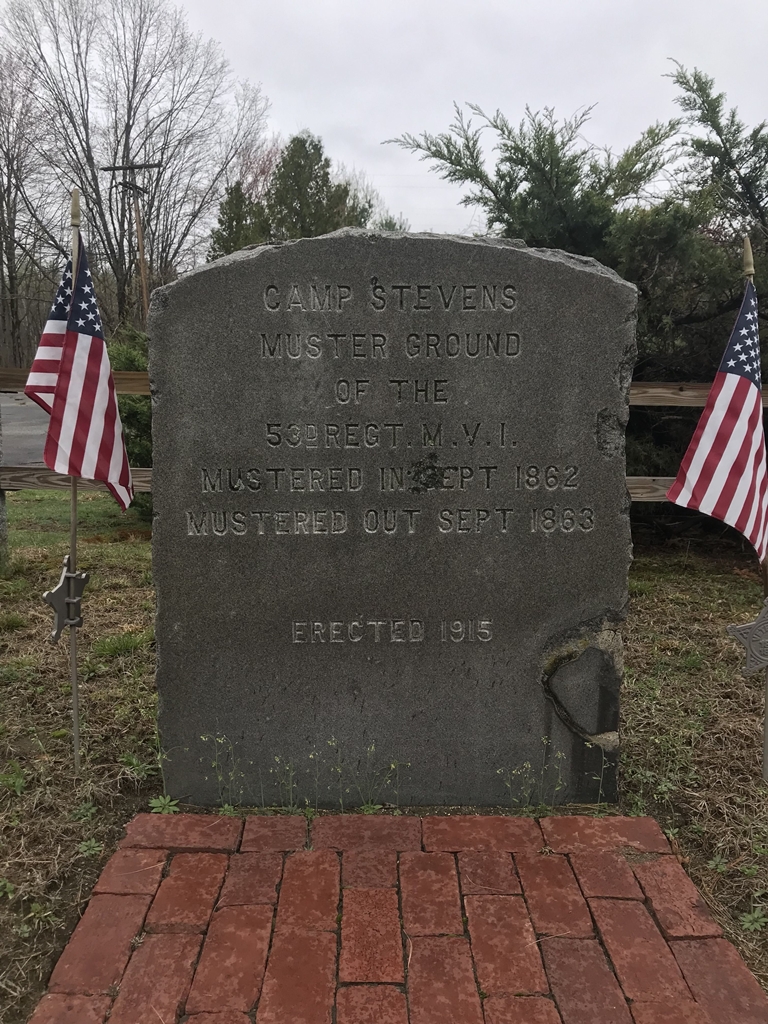 CAMP STEVENS
MUSTER GROUND
OF THE
53D REGT. M.V.I.
MUSTERED IN SEPT 1862
MUSTERED OUT SEPT 1863
ERECTED 1915